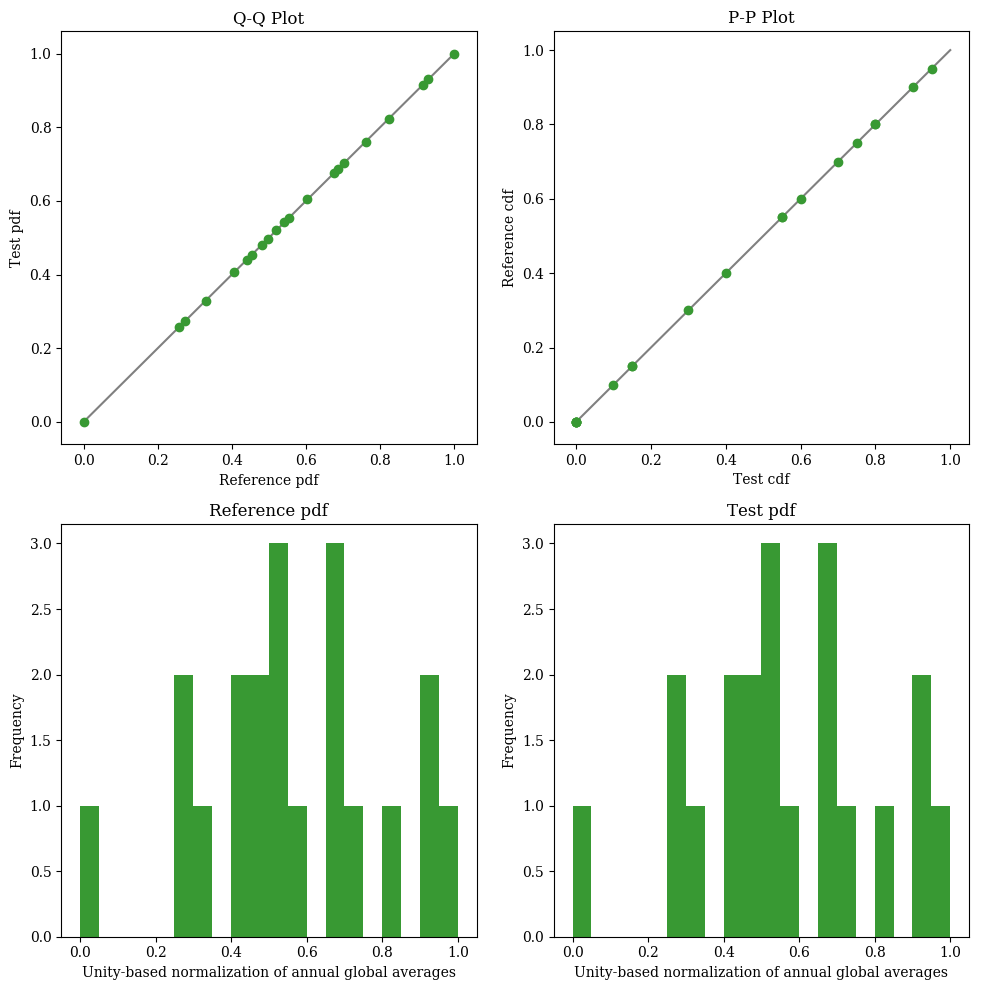 Q-Q Plot
P-P Plot
1.0
0.8
0.6
0.4
0.2
0.0
Test pdf
0.0 0.2 0.4 0.6 0.8 1.0
Reference pdf
1.0
0.8
0.6
0.4
0.2
0.0
Reference cdf
0.0 0.2 0.4 0.6 0.8 1.0
Test cdf
Reference pdf
3.0
2.5
2.0
1.5
1.0
0.5
0.0
Frequency
0.0 0.2 0.4 0.6 0.8 1.0
Unity-based normalization of annual global averages
Test pdf
3.0
2.5
2.0
1.5
1.0
0.5
0.0
Frequency
0.0 0.2 0.4 0.6 0.8 1.0
Unity-based normalization of annual global averages